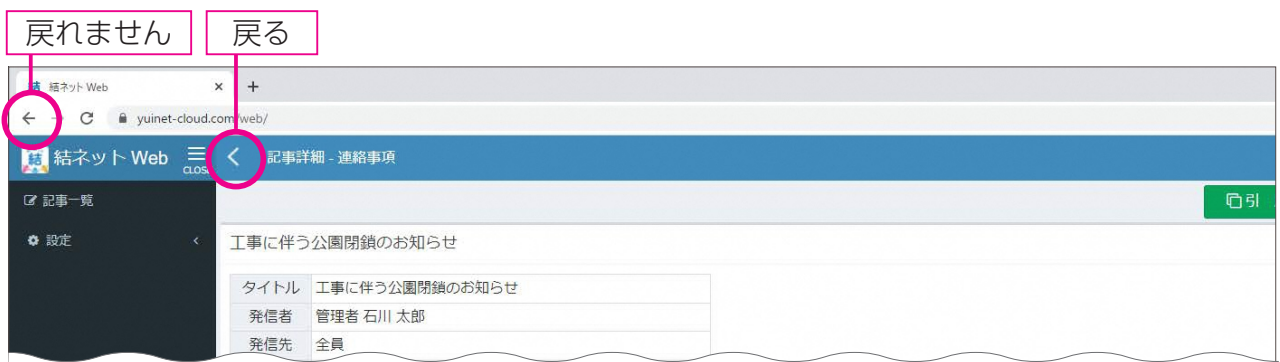 戻れません 戻る
結ネット Web
yuinet-cloud.com/web/
結 結ネット Web CLOSE 記事詳細 - 連絡事項
記事一覧 引
設定 工事に伴う公園閉鎖のお知らせ
タイトル 工事に伴う公園閉鎖のお知らせ
発信者 管理者 石川 太郎
発信先 全員